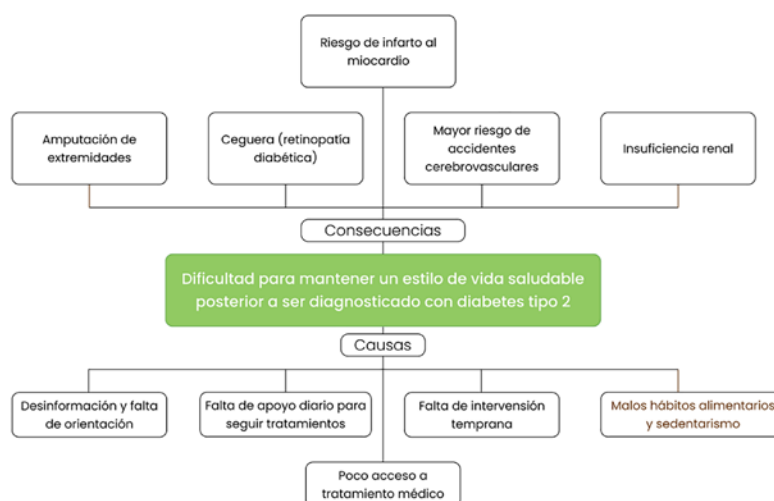 Riesgo de infarto al
miocardio
Amputación de
extremidades
Ceguera (retinopatía
diabética)
Mayor riesgo de
accidentes
cerebrovasculares
Insuficiencia renal
Consecuencias
Dificultad para mantener un estilo de vida saludable
posterior a ser diagnosticado con diabetes tipo 2
Causas
Desinformación y falta
de orientación
Falta de apoyo diario para
seguir tratamientos
Falta de intervención
temprana
Malos hábitos alimentarios
y sedentarismo
Poco acceso a
tratamiento médico